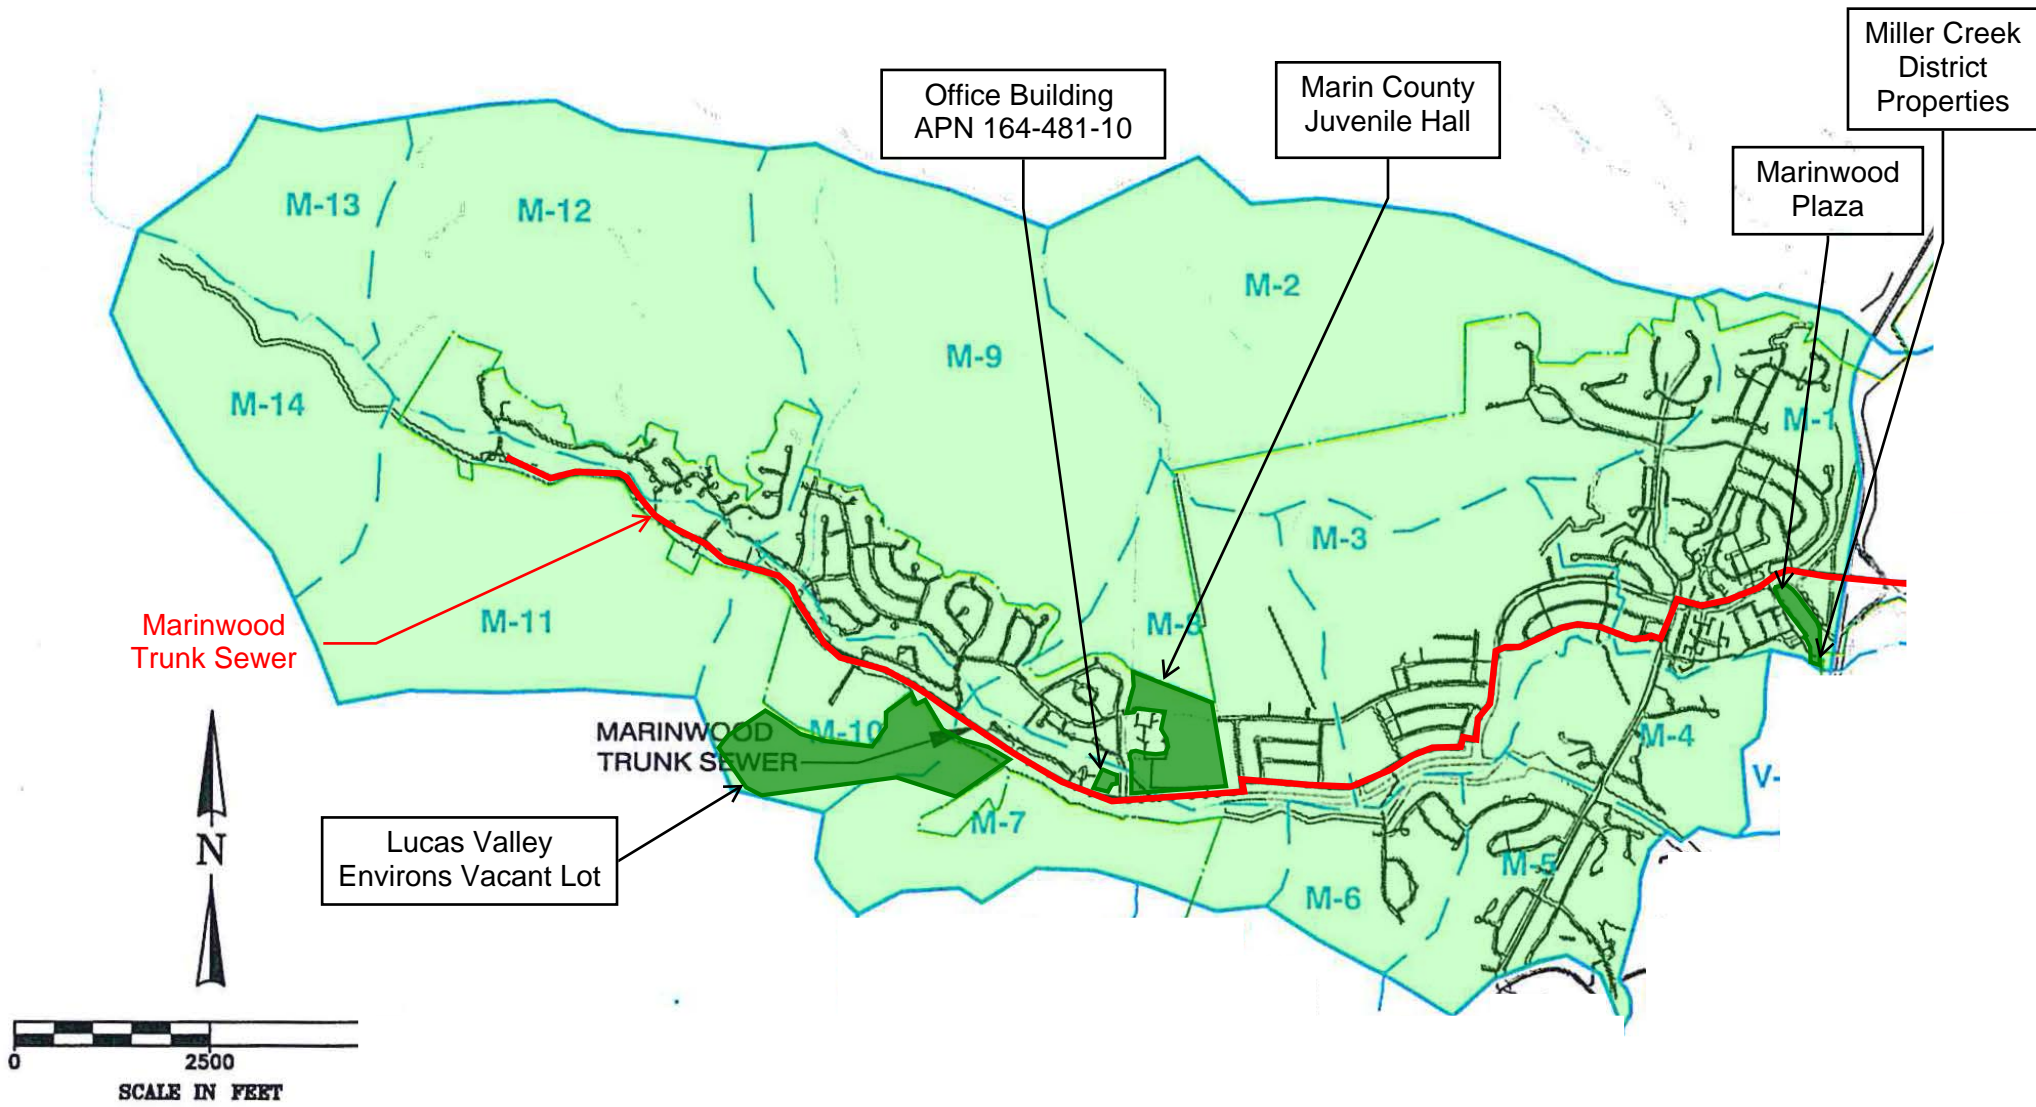 Miller Creek
District
Properties
Office Building
APN 164-481-10
Marin County
Juvenile Hall
Marinwood
Plaza
M-13
M-12
M-2
M-9
M-14
M-1
M-3
Marinwood
Trunk Sewer
M-11
M-8
MARINWOOD
TRUNK SEWER
M-10
M-4
V-
Lucas Valley
Environs Vacant Lot
M-7
M-5
M-6
N
0 2500
SCALE IN FEET